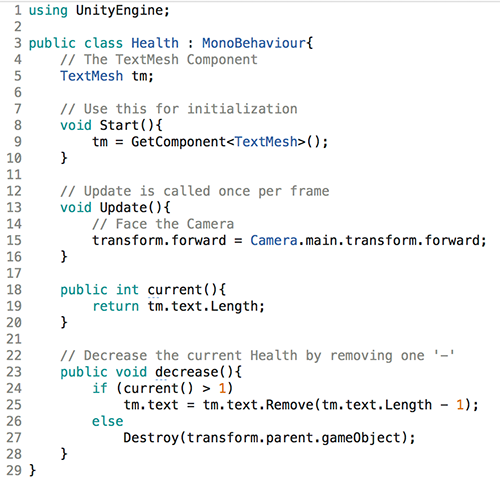 1 using UnityEngine;
2
3 public class Health : MonoBehaviour{
4     // The TextMesh Component
5     TextMesh tm;
6
7     // Use this for initialization
8     void Start(){
9         tm = GetComponent<TextMesh>();
10     }
11
12     // Update is called once per frame
13     void Update(){
14         // Face the Camera
15         transform.forward = Camera.main.transform.forward;
16     }
17
18     public int current(){
19         return tm.text.Length;
20     }
21
22     // Decrease the current Health by removing one '-'
23     public void decrease(){
24         if (current() > 1)
25             tm.text = tm.text.Remove(tm.text.Length - 1);
26         else
27             Destroy(transform.parent.gameObject);
28     }
29 }